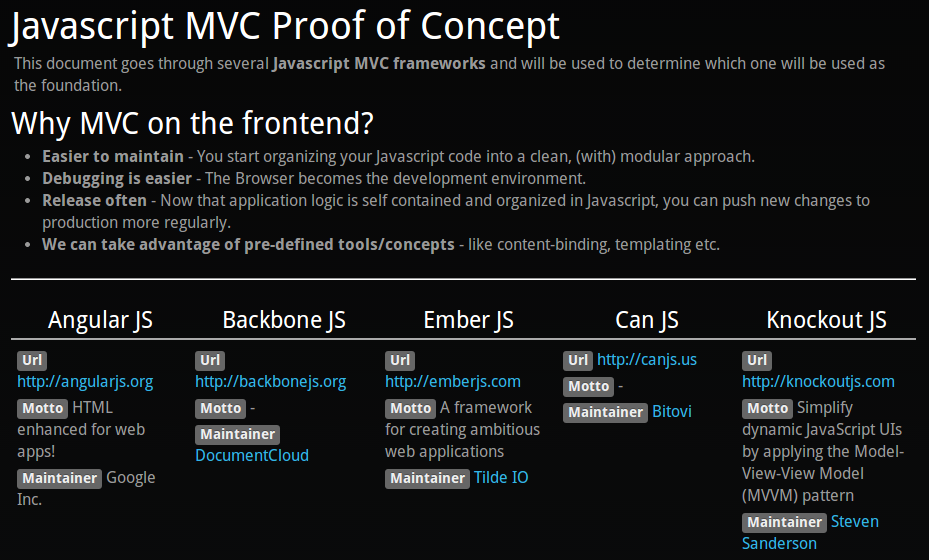 Javascript MVC Proof of Concept
This document goes through several Javascript MVC frameworks and will be used to determine which one will be used as
the foundation.
Why MVC on the frontend?
• Easier to maintain - You start organizing your Javascript code into a clean, (with) modular approach.
• Debugging is easier - The Browser becomes the development environment.
• Release often - Now that application logic is self contained and organized in Javascript, you can push new changes to
production more regularly.
• We can take advantage of pre-defined tools/concepts - like content-binding, templating etc.
Angular JS
Url
http://angularjs.org
Motto HTML
enhanced for web
apps!
Maintainer Google
Inc.
Backbone JS
Url
http://backbonejs.org
Motto -
Maintainer
DocumentCloud
Ember JS
Url
http://emberjs.com
Motto A framework
for creating ambitious
web applications
Maintainer Tilde IO
Can JS
Url http://canjs.us
Motto -
Maintainer Bitovi
Knockout JS
Url
http://knockoutjs.com
Motto Simplify
dynamic JavaScript UIs
by applying the Model-
View-View Model
(MVVM) pattern
Maintainer Steven
Sanderson